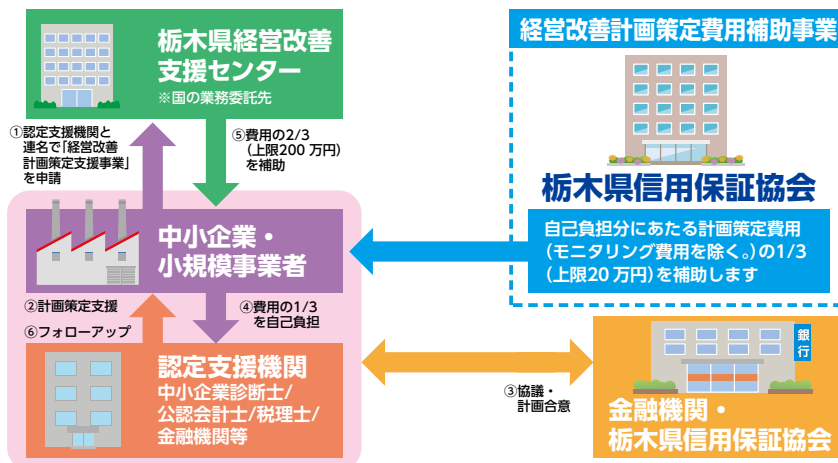 栃木県経営改善
支援センター
※国の業務委託先
①認定支援機関と
連名で「経営改善
計画策定支援事業」
を申請
⑤費用の2/3
(上限200 万円)
を補助
中小企業・
小規模事業者
②計画策定支援
⑥フォローアップ
④費用の1/3
を自己負担
認定支援機関
中小企業診断士/
公認会計士/税理士/
金融機関等
経営改善計画策定費用補助事業
栃木県信用保証協会
自己負担分にあたる計画策定費用
(モニタリング費用を除く。)の1/3
(上限20 万円)を補助します
③協議・
計画合意
銀行
金融機関・
栃木県信用保証協会